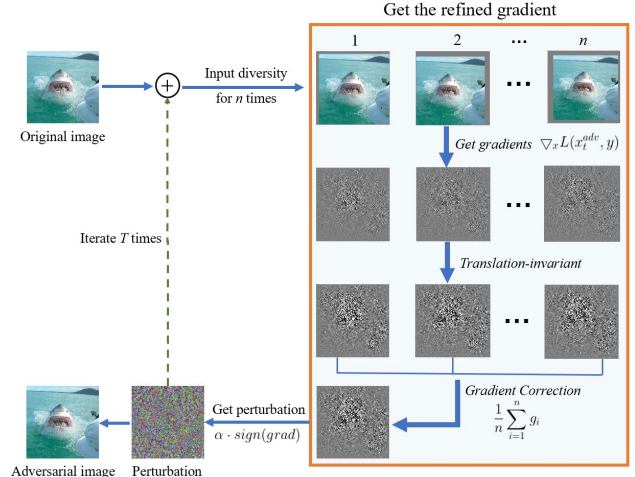 Get the refined gradient
1 2 ... n
Input diversity
for n times
Original image
Get gradients ▽ₓL(xₜᵃᵈᵛ, y)
...
Iterate T times
Translation-invariant
...
Gradient Correction
1/n ∑ᵢ₌₁ⁿ gᵢ
Get perturbation
α · sign(grad)
Adversarial image
Perturbation